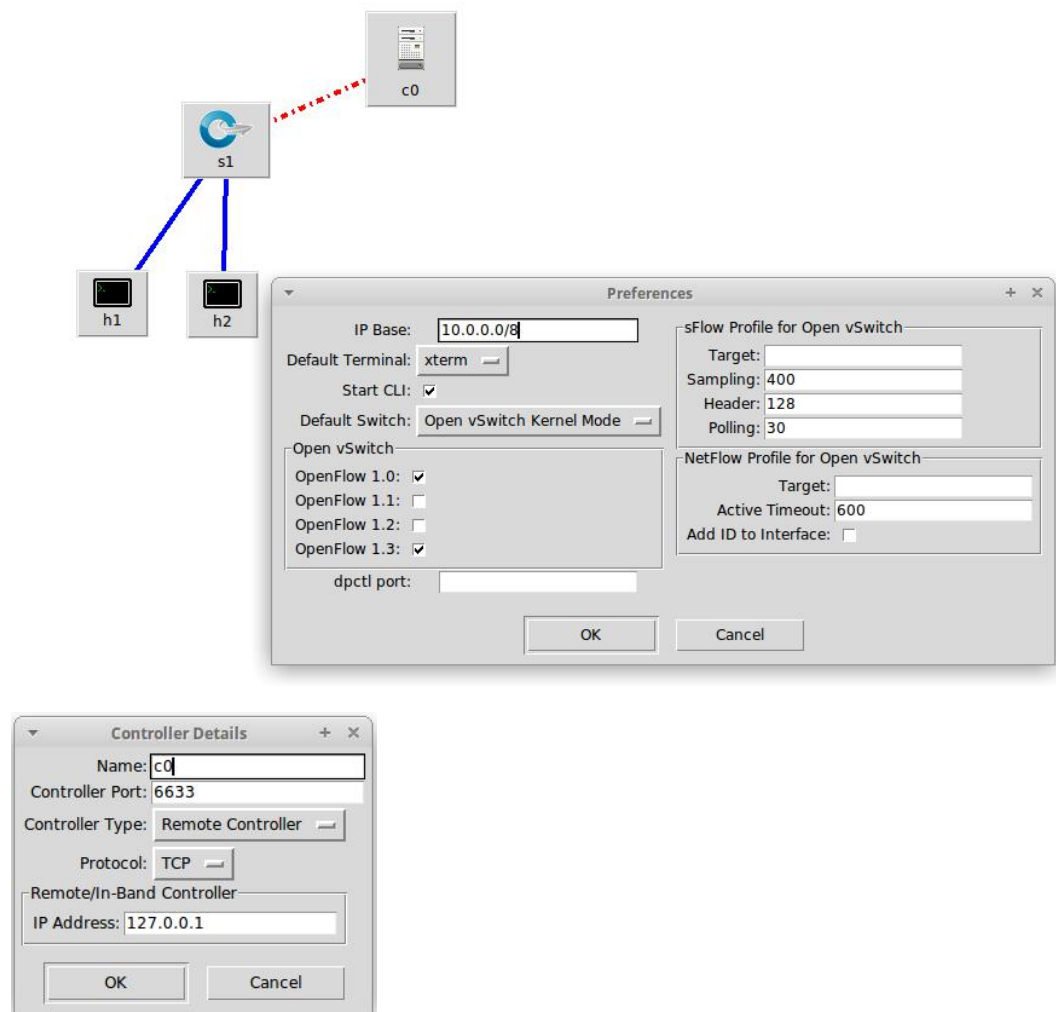 c0
s1
h1
h2
Preferences
IP Base: 10.0.0.0/8
Default Terminal: xterm
Start CLI:
Default Switch: Open vSwitch Kernel Mode
Open vSwitch
OpenFlow 1.0:
OpenFlow 1.1:
OpenFlow 1.2:
OpenFlow 1.3:
dpctl port:
sFlow Profile for Open vSwitch
Target:
Sampling: 400
Header: 128
Polling: 30
NetFlow Profile for Open vSwitch
Target:
Active Timeout: 600
Add ID to Interface:
OK Cancel
Controller Details
Name: c0
Controller Port: 6633
Controller Type: Remote Controller
Protocol: TCP
Remote/In-Band Controller
IP Address: 127.0.0.1
OK Cancel